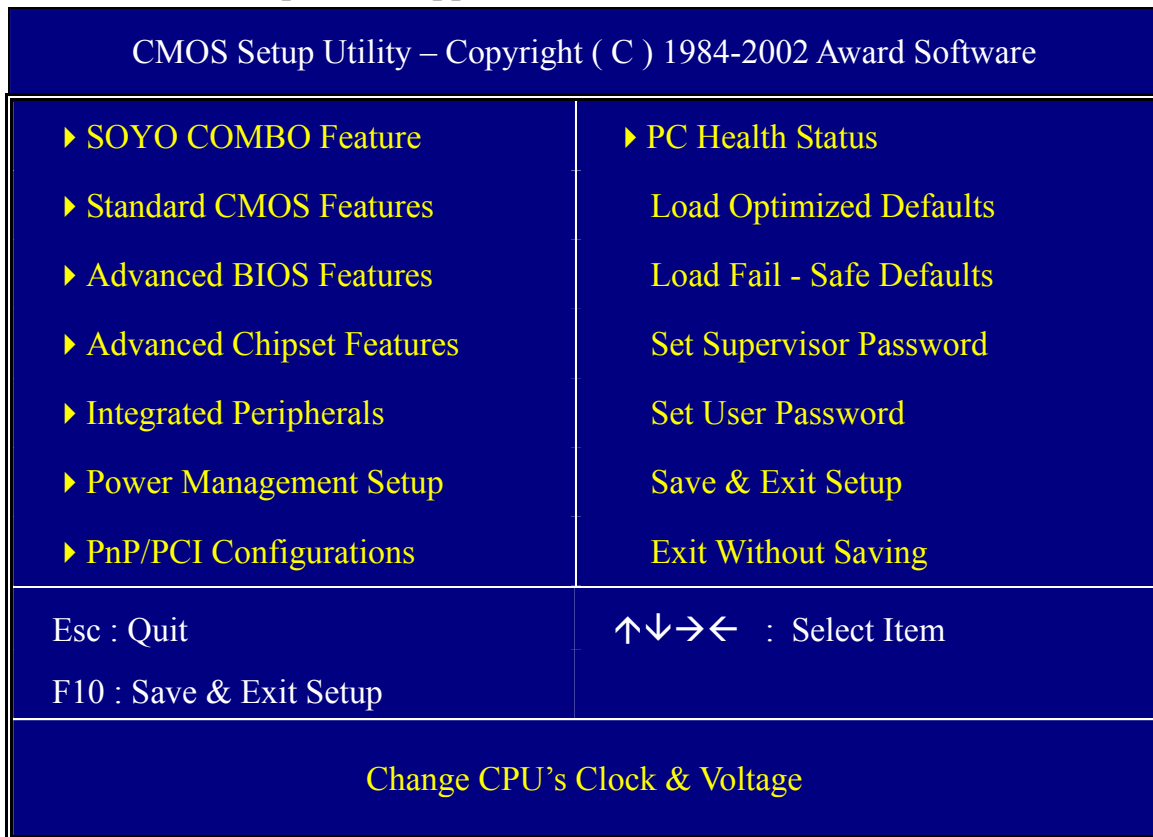 CMOS Setup Utility – Copyright ( C ) 1984-2002 Award Software
SOYO COMBO Feature
Standard CMOS Features
Advanced BIOS Features
Advanced Chipset Features
Integrated Peripherals
Power Management Setup
PnP/PCI Configurations
PC Health Status
Load Optimized Defaults
Load Fail - Safe Defaults
Set Supervisor Password
Set User Password
Save & Exit Setup
Exit Without Saving
Esc : Quit
F10 : Save & Exit Setup
↑↓→← : Select Item
Change CPU’s Clock & Voltage